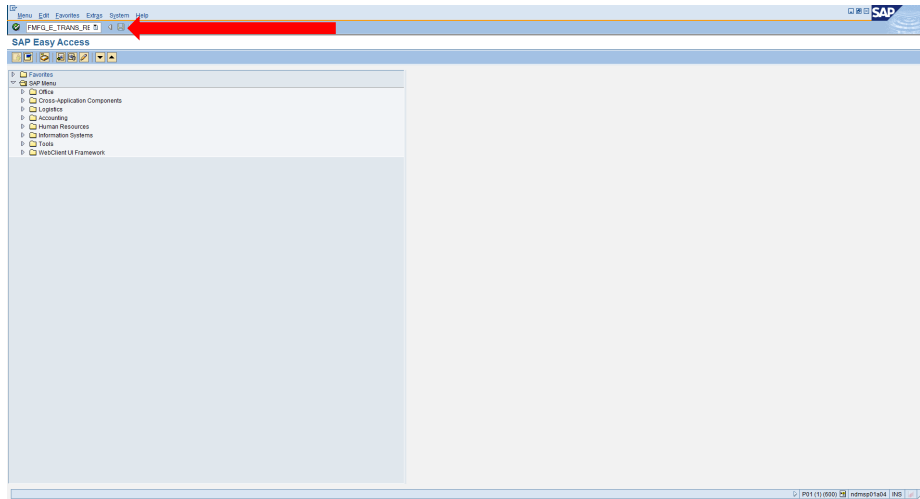 Menu Edit Favorites Extras System Help
SAP
FMFG_E_TRANS_RE
SAP Easy Access
Favorites
SAP Menu
Office
Cross-Application Components
Logistics
Accounting
Human Resources
Information Systems
Tools
WebClient UI Framework
P01 (1) (600) ndmsp01a04 INS